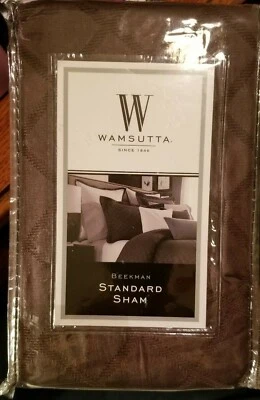 W
WAMSUTTA®
SINCE 1846
BEEKMAN
STANDARD
SHAM